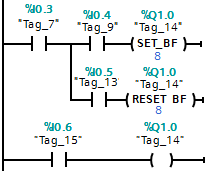 %I0.3 %I0.4 %Q1.0
"Tag_7" "Tag_9" "Tag_14"
SET_BF
8
%I0.5 %Q1.0
"Tag_13 "Tag_14"
RESET_BF
8
%I0.6 %Q1.0
"Tag_15" "Tag_14"